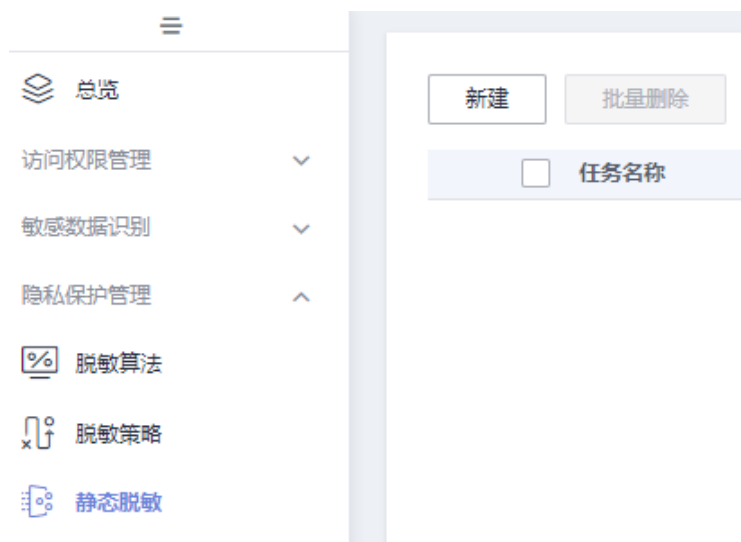 总览
访问权限管理
敏感数据识别
隐私保护管理
脱敏算法
脱敏策略
静态脱敏
新建 批量删除
任务名称